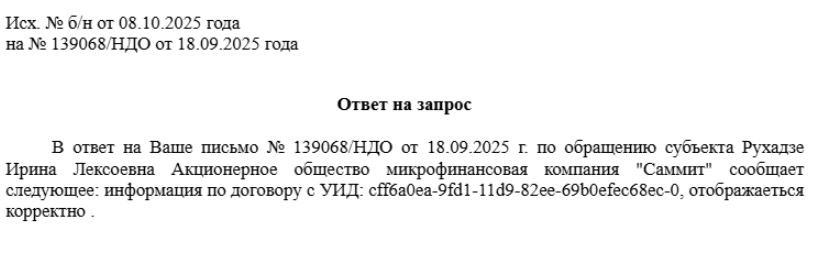 Исх. № б/н от 08.10.2025 года
на № 139068/НДО от 18.09.2025 года
Ответ на запрос
В ответ на Ваше письмо № 139068/НДО от 18.09.2025 г. по обращению субъекта Рухадзе
Ирина Лексоевна Акционерное общество микрофинансовая компания "Саммит" сообщает
следующее: информация по договору с УИД: cff6a0ea-9fd1-11d9-82ee-69b0efec68ec-0, отображаеться
корректно .